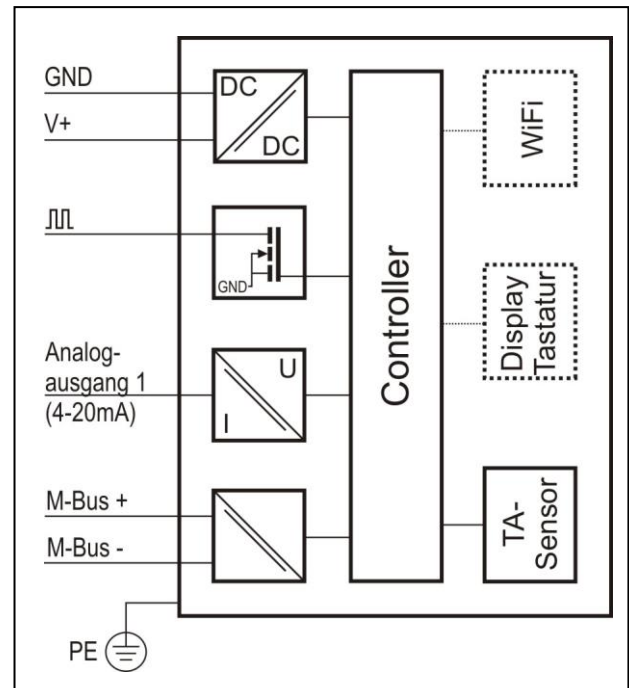 GND
V+
DC
DC
GND
Analog-
ausgang 1
(4-20mA)
U
I
M-Bus +
M-Bus -
PE
Controller
WiFi
Display
Tastatur
TA-
Sensor